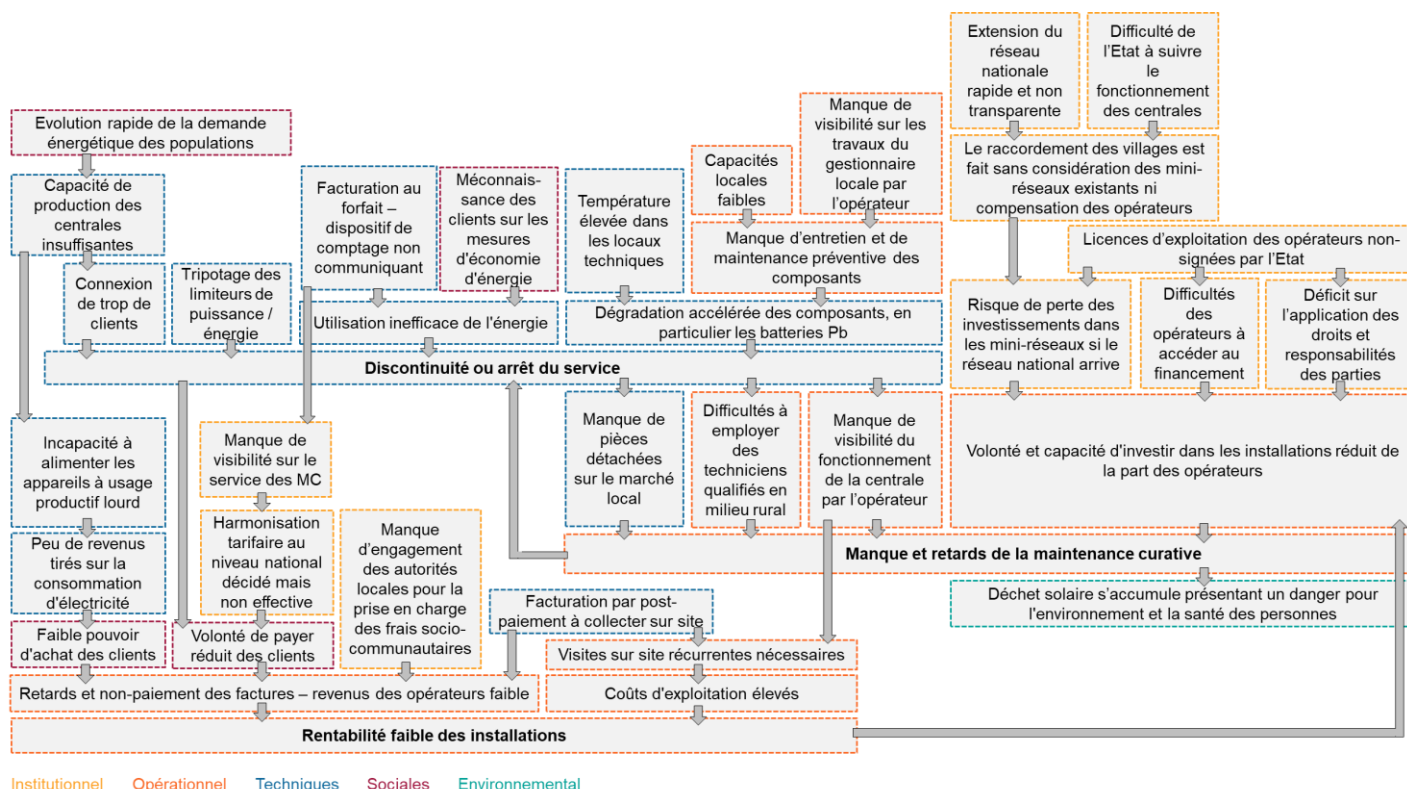 Extension du
réseau
nationale
rapide et non
transparente
Difficulté de
l'Etat à suivre
le
fonctionnement
des centrales
Evolution rapide de la demande
énergétique des populations
Manque de
visibilité sur les
travaux du
gestionnaire
locale par
l'opérateur
Capacités
locales
faibles
Le raccordement des villages est
fait sans considération des mini-
réseaux existants ni
compensation des opérateurs
Capacité de
production des
centrales
insuffisantes
Facturation au
forfait –
dispositif de
comptage non
communiquant
Méconnais-
sance des
clients sur les
mesures
d'économie
d'énergie
Température
élevée dans
les locaux
techniques
Manque d'entretien et de
maintenance préventive des
composants
Licences d'exploitation des opérateurs non-
signées par l'Etat
Connexion
de trop de
clients
Tripotage des
limiteurs de
puissance /
énergie
Utilisation inefficace de l'énergie
Dégradation accélérée des composants, en
particulier les batteries Pb
Risque de perte des
investissements dans
les mini-réseaux si le
réseau national arrive
Difficultés
des
opérateurs à
accéder au
financement
Déficit sur
l'application des
droits et
responsabilités
des parties
Discontinuité ou arrêt du service
Incapacité à
alimenter les
appareils à usage
productif lourd
Manque de
visibilité sur le
service des MC
Manque de
pièces
détachées
sur le marché
local
Difficultés à
employer
des
techniciens
qualifiés en
milieu rural
Manque de
visibilité du
fonctionnement
de la centrale
par l'opérateur
Volonté et capacité d'investir dans les installations réduit de
la part des opérateurs
Peu de revenus
tirés sur la
consommation
d'électricité
Harmonisation
tarifaire au
niveau national
décidé mais
non effective
Manque
d'engagement
des autorités
locales pour la
prise en charge
des frais socio-
communautaires
Manque et retards de la maintenance curative
Facturation par post-
paiement à collecter sur site
Déchet solaire s'accumule présentant un danger pour
l'environnement et la santé des personnes
Faible pouvoir
d'achat des clients
Volonté de payer
réduit des clients
Visites sur site récurrentes nécessaires
Retards et non-paiement des factures – revenus des opérateurs faible
Coûts d'exploitation élevés
Rentabilité faible des installations
Institutionnel Opérationnel Techniques Sociales Environnemental